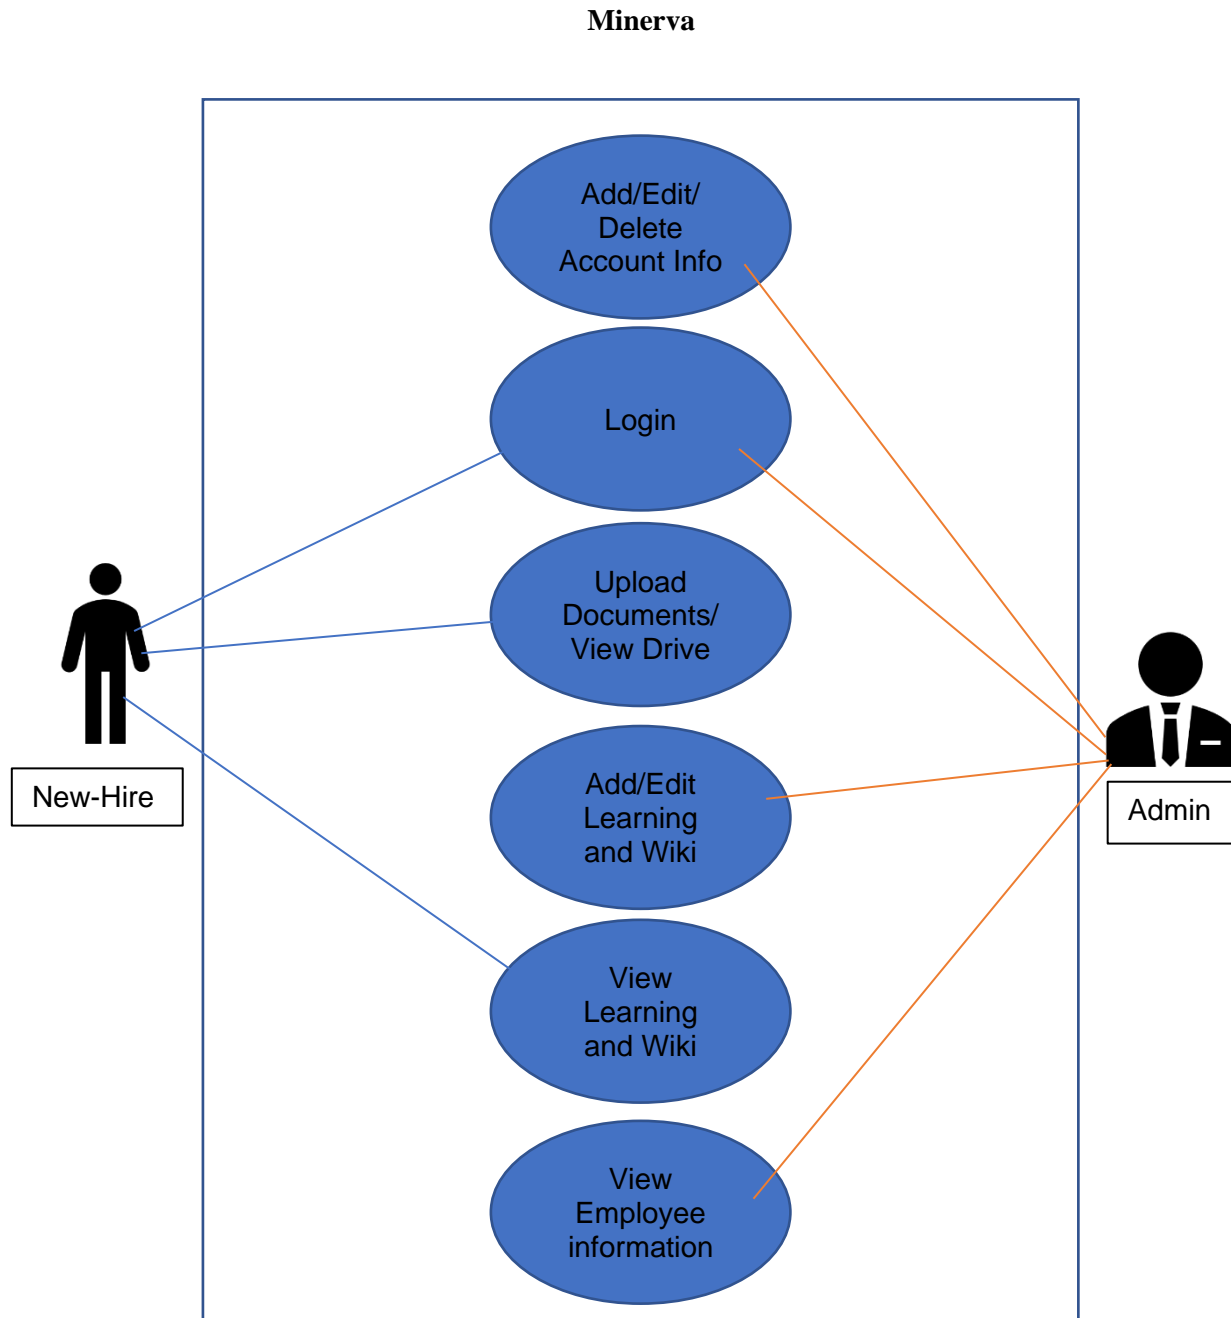 Minerva
Add/Edit/
Delete
Account Info
Login
Upload
Documents/
View Drive
New-Hire
Add/Edit
Learning
and Wiki
Admin
View
Learning
and Wiki
View
Employee
information